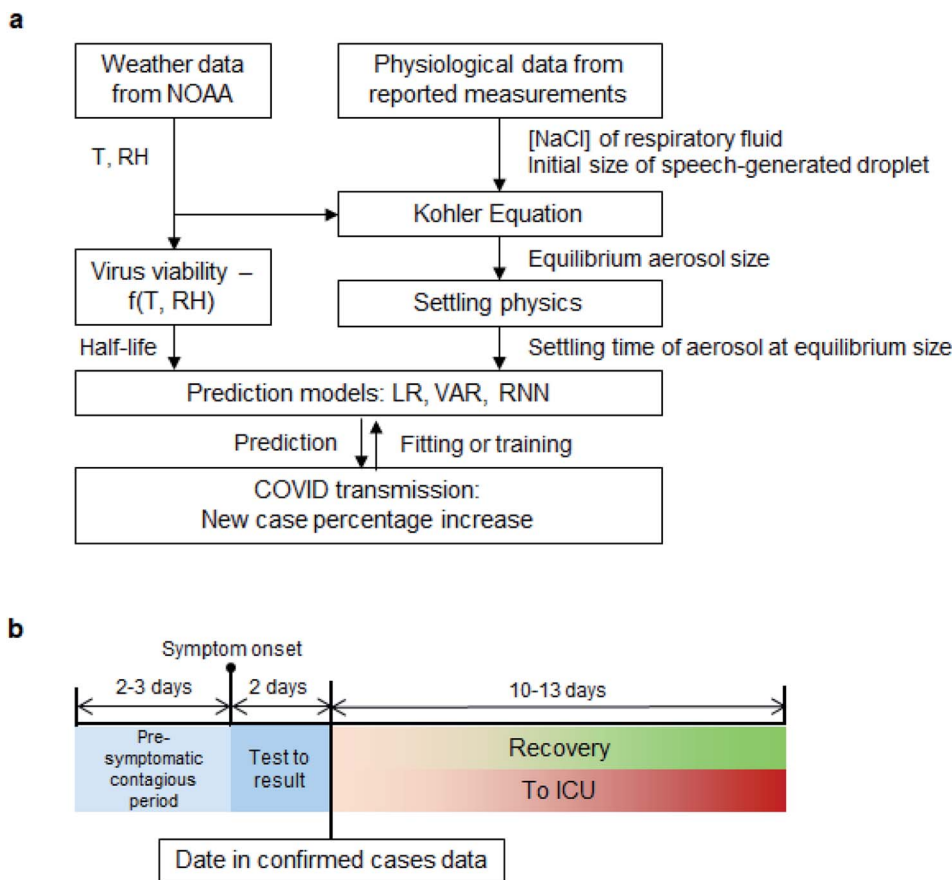 a
Weather data
from NOAA
Physiological data from
reported measurements
T, RH
[NaCl] of respiratory fluid
Initial size of speech-generated droplet
Kohler Equation
Equilibrium aerosol size
Virus viability –
f(T, RH)
Settling physics
Half-life
Settling time of aerosol at equilibrium size
Prediction models: LR, VAR, RNN
Prediction
Fitting or training
COVID transmission:
New case percentage increase
b
Symptom onset
2-3 days
2 days
10-13 days
Pre-
symptomatic
contagious
period
Test to
result
Recovery
To ICU
Date in confirmed cases data